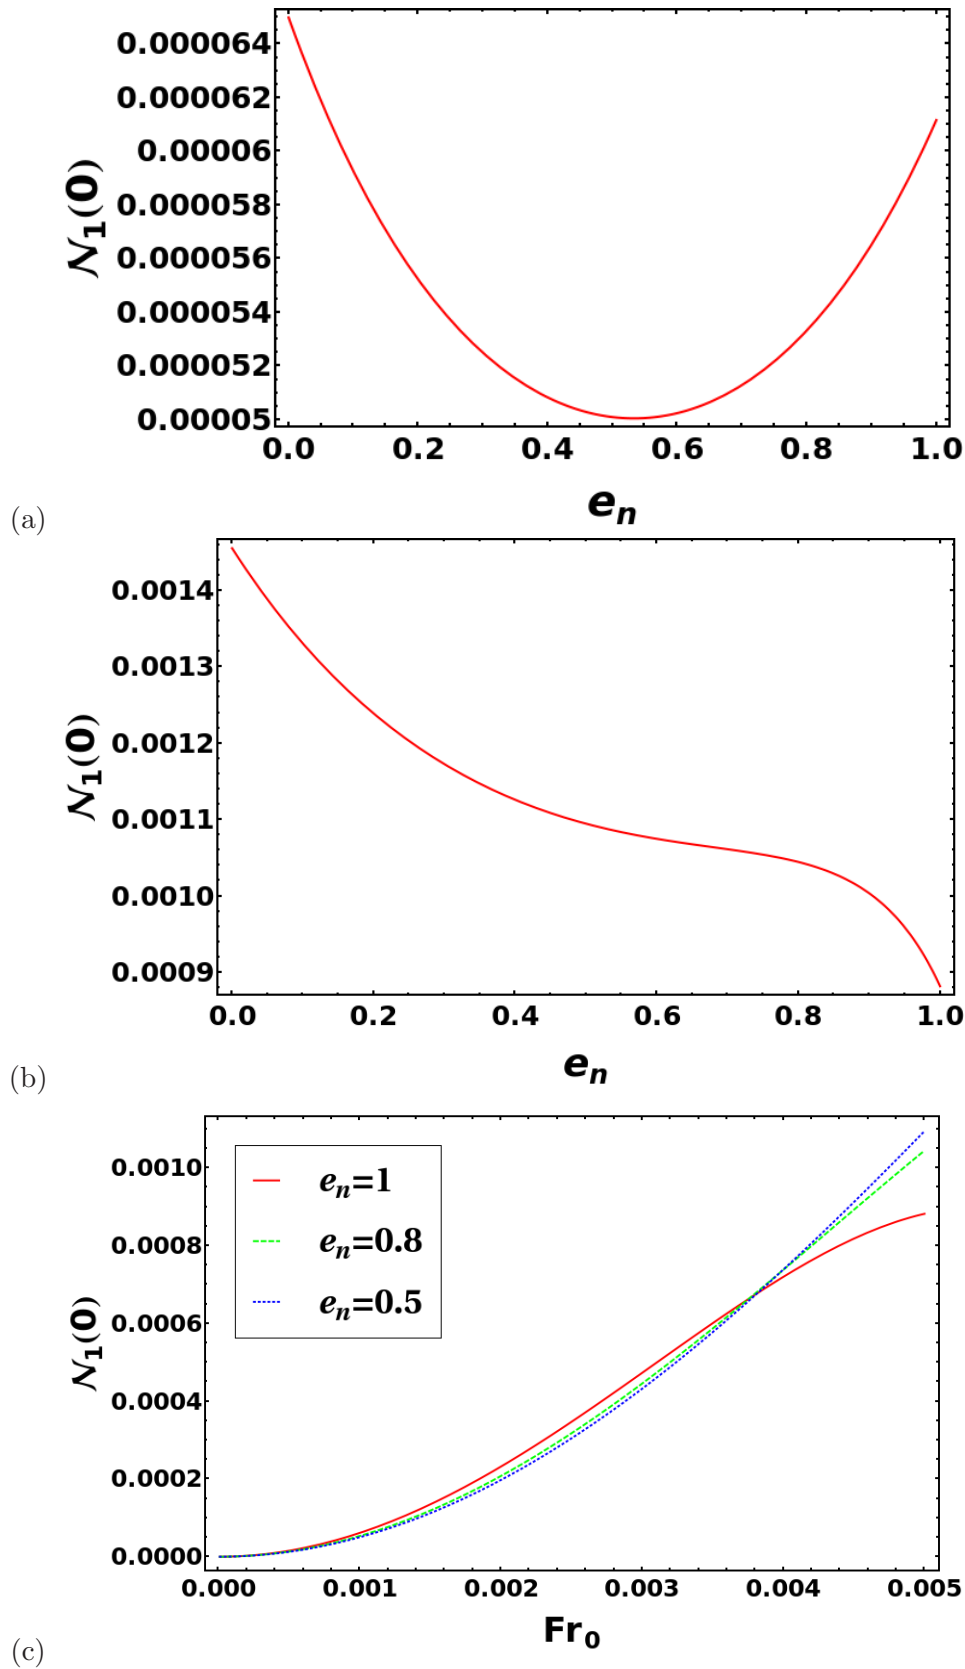 0.000064
0.000062
0.00006
0.000058
0.000056
0.000054
0.000052
0.00005
𝒩₁(0)
0.0 0.2 0.4 0.6 0.8 1.0
eₙ
(a)
0.0014
0.0013
0.0012
0.0011
0.0010
0.0009
𝒩₁(0)
0.0 0.2 0.4 0.6 0.8 1.0
eₙ
(b)
eₙ=1
eₙ=0.8
eₙ=0.5
0.0010
0.0008
0.0006
0.0004
0.0002
0.0000
𝒩₁(0)
0.000 0.001 0.002 0.003 0.004 0.005
Fr₀
(c)